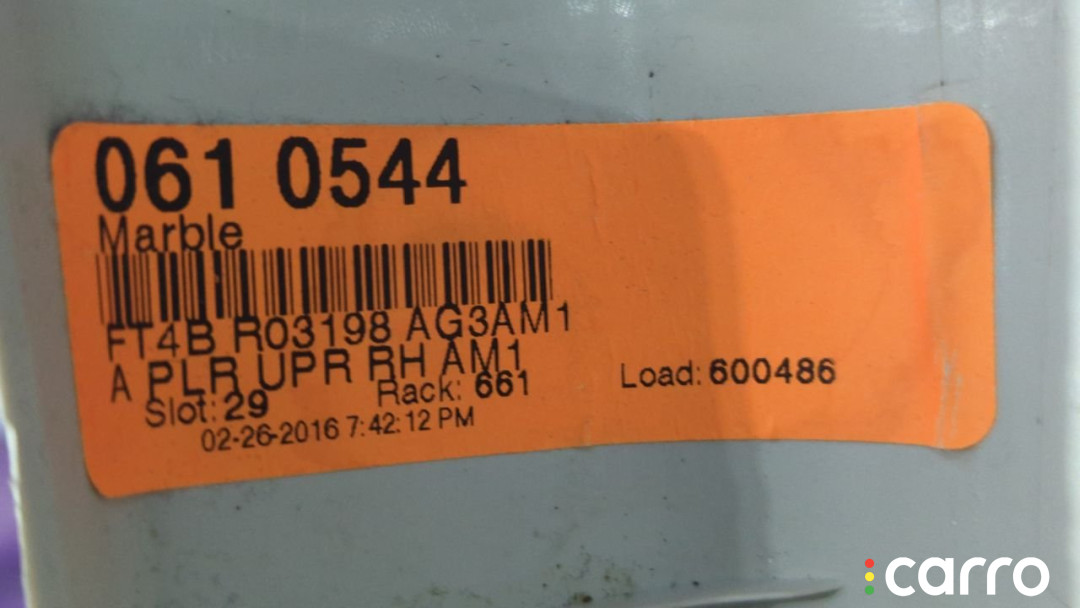 061 0544
Marble
FT4B R03198 AG3AM1
A PLR UPR RH AM1
Slot: 29 Rack: 661 Load: 600486
02-26-2016 7:42:12 PM
carro